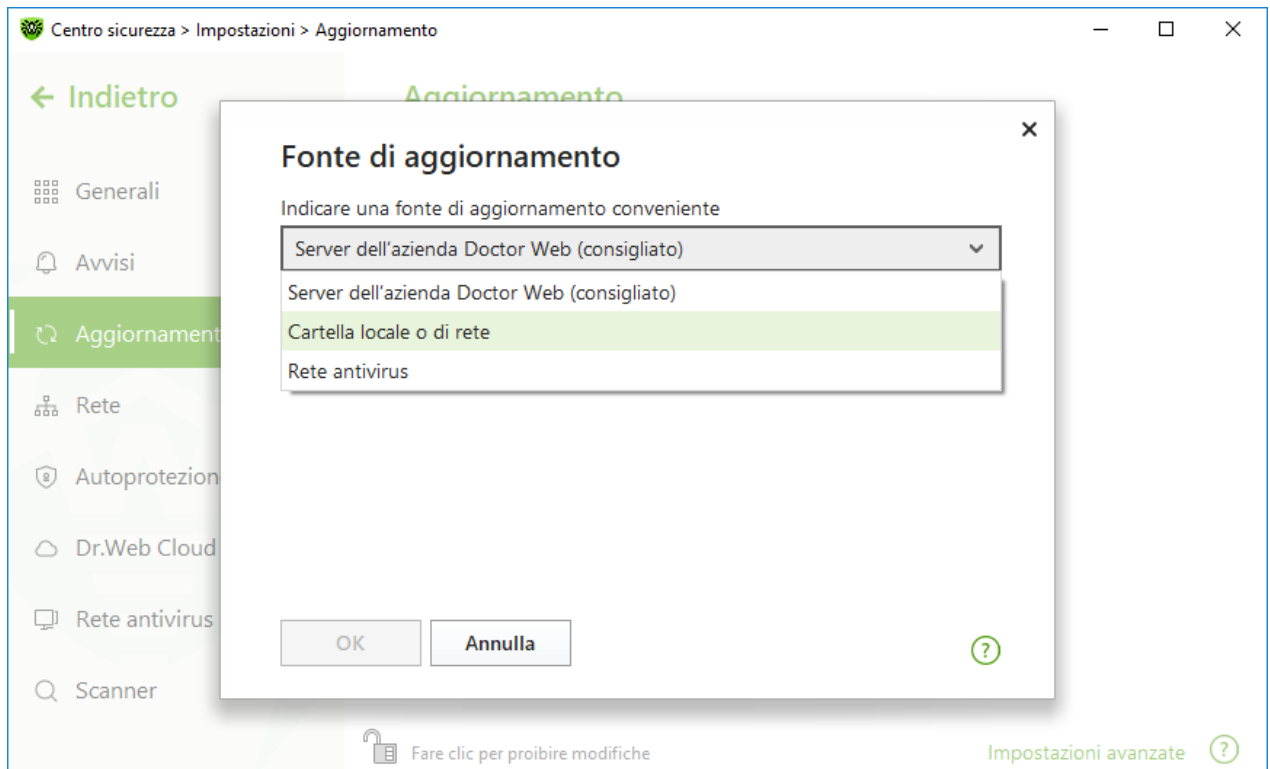 Centro sicurezza > Impostazioni > Aggiornamento
Indietro
Aggiornamento
Generali
Avvisi
Aggiornament
Rete
Autoprotezion
Dr.Web Cloud
Rete antivirus
Scanner
Fonte di aggiornamento
Indicare una fonte di aggiornamento conveniente
Server dell'azienda Doctor Web (consigliato)
Server dell'azienda Doctor Web (consigliato)
Cartella locale o di rete
Rete antivirus
OK
Annulla
?
Fare clic per proibire modifiche
Impostazioni avanzate
?